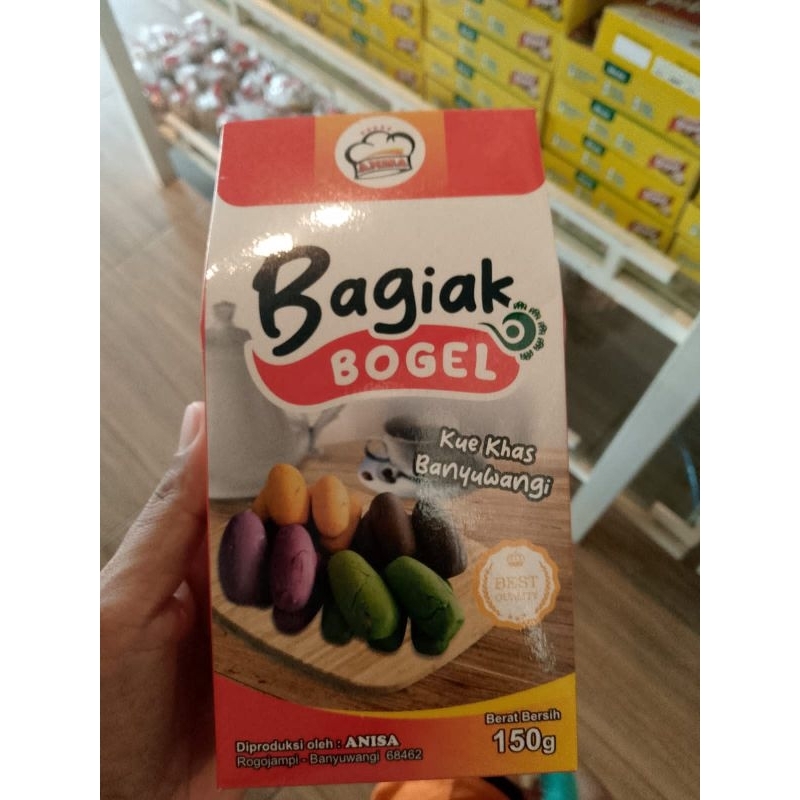 ANISA
Bagiak
BOGEL
Kue Khas
Banyuwangi
BEST
QUALITY
Berat Bersih
150g
Diproduksi oleh : ANISA
Rogojampi - Banyuwangi 68462